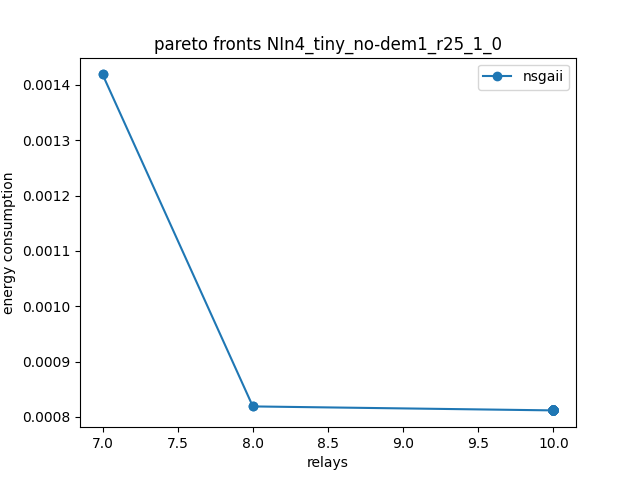 pareto fronts NIn4_tiny_no-dem1_r25_1_0
nsgaii
energy consumption
0.0014
0.0013
0.0012
0.0011
0.0010
0.0009
0.0008
7.0 7.5 8.0 8.5 9.0 9.5 10.0
relays